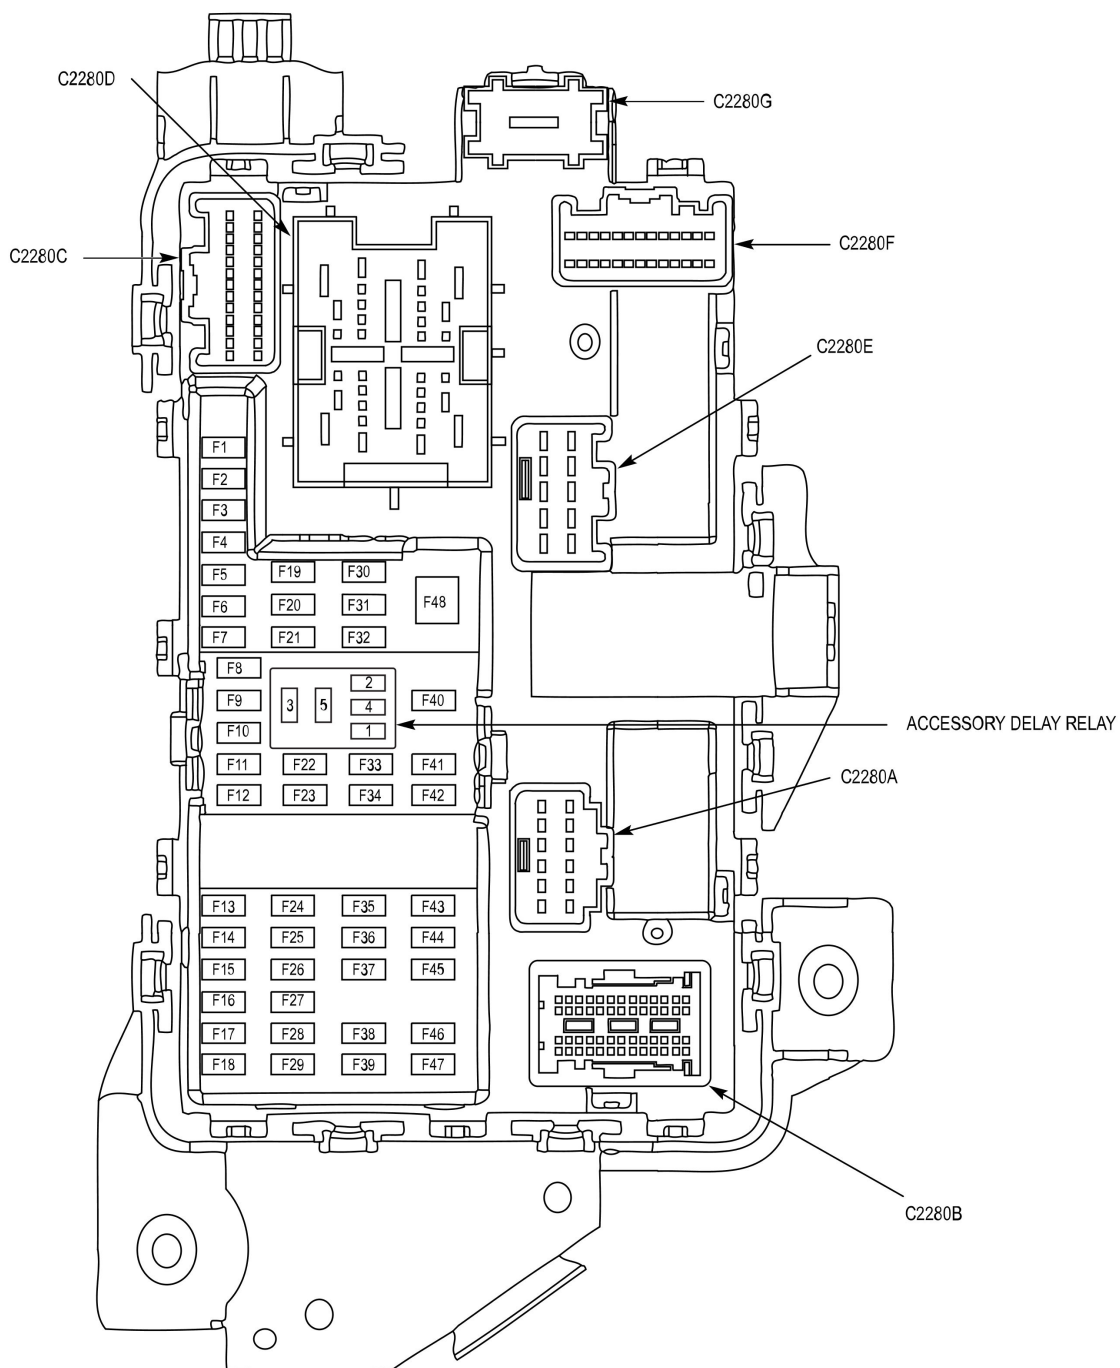 C2280D
C2280G
C2280F
C2280C
C2280E
F1
F2
F3
F4
F5 F19 F30
F48
F6 F20 F31
F7 F21 F32
F8
2
F9 3 5 4 F40
F10 1
ACCESSORY DELAY RELAY
F11 F22 F33 F41
C2280A
F12 F23 F34 F42
F13 F24 F35 F43
F14 F25 F36 F44
F15 F26 F37 F45
F16 F27
F17 F28 F38 F46
F18 F29 F39 F47
C2280B